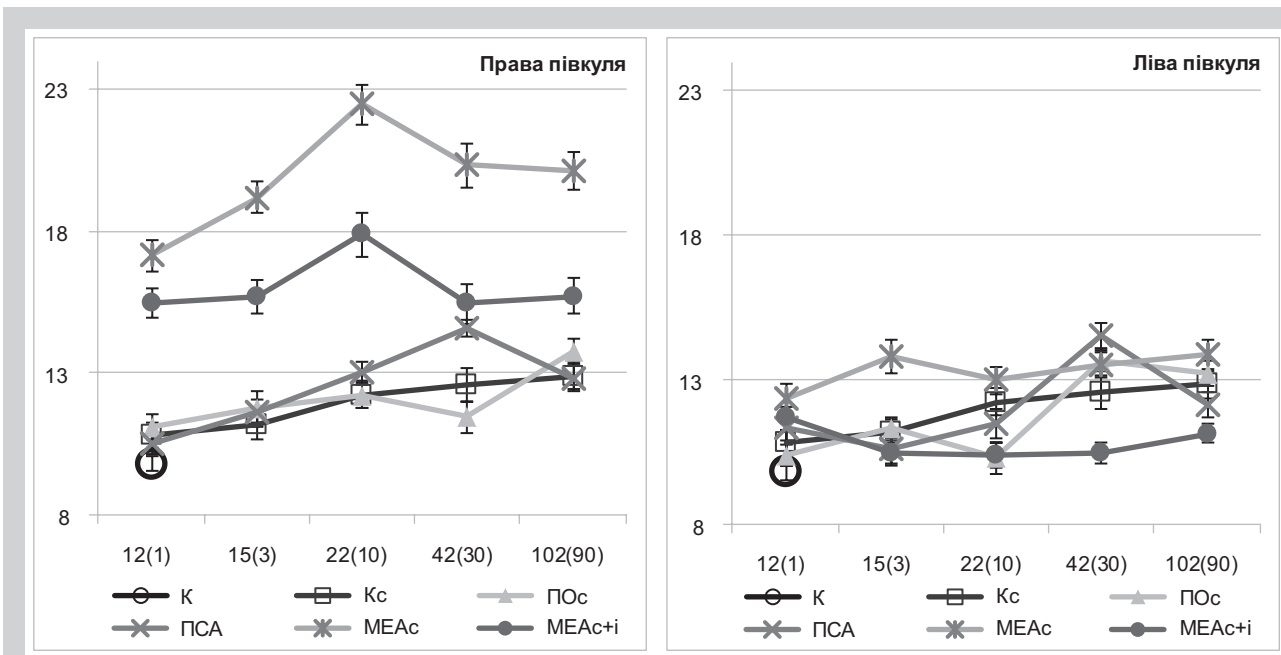 Права півкуля
23
18
13
8
12(1) 15(3) 22(10) 42(30) 102(90)
К Кс ПОс
ПСА МЕАс МЕАс+і
Ліва півкуля
23
18
13
8
12(1) 15(3) 22(10) 42(30) 102(90)
К Кс ПОс
ПСА МЕАс МЕАс+і